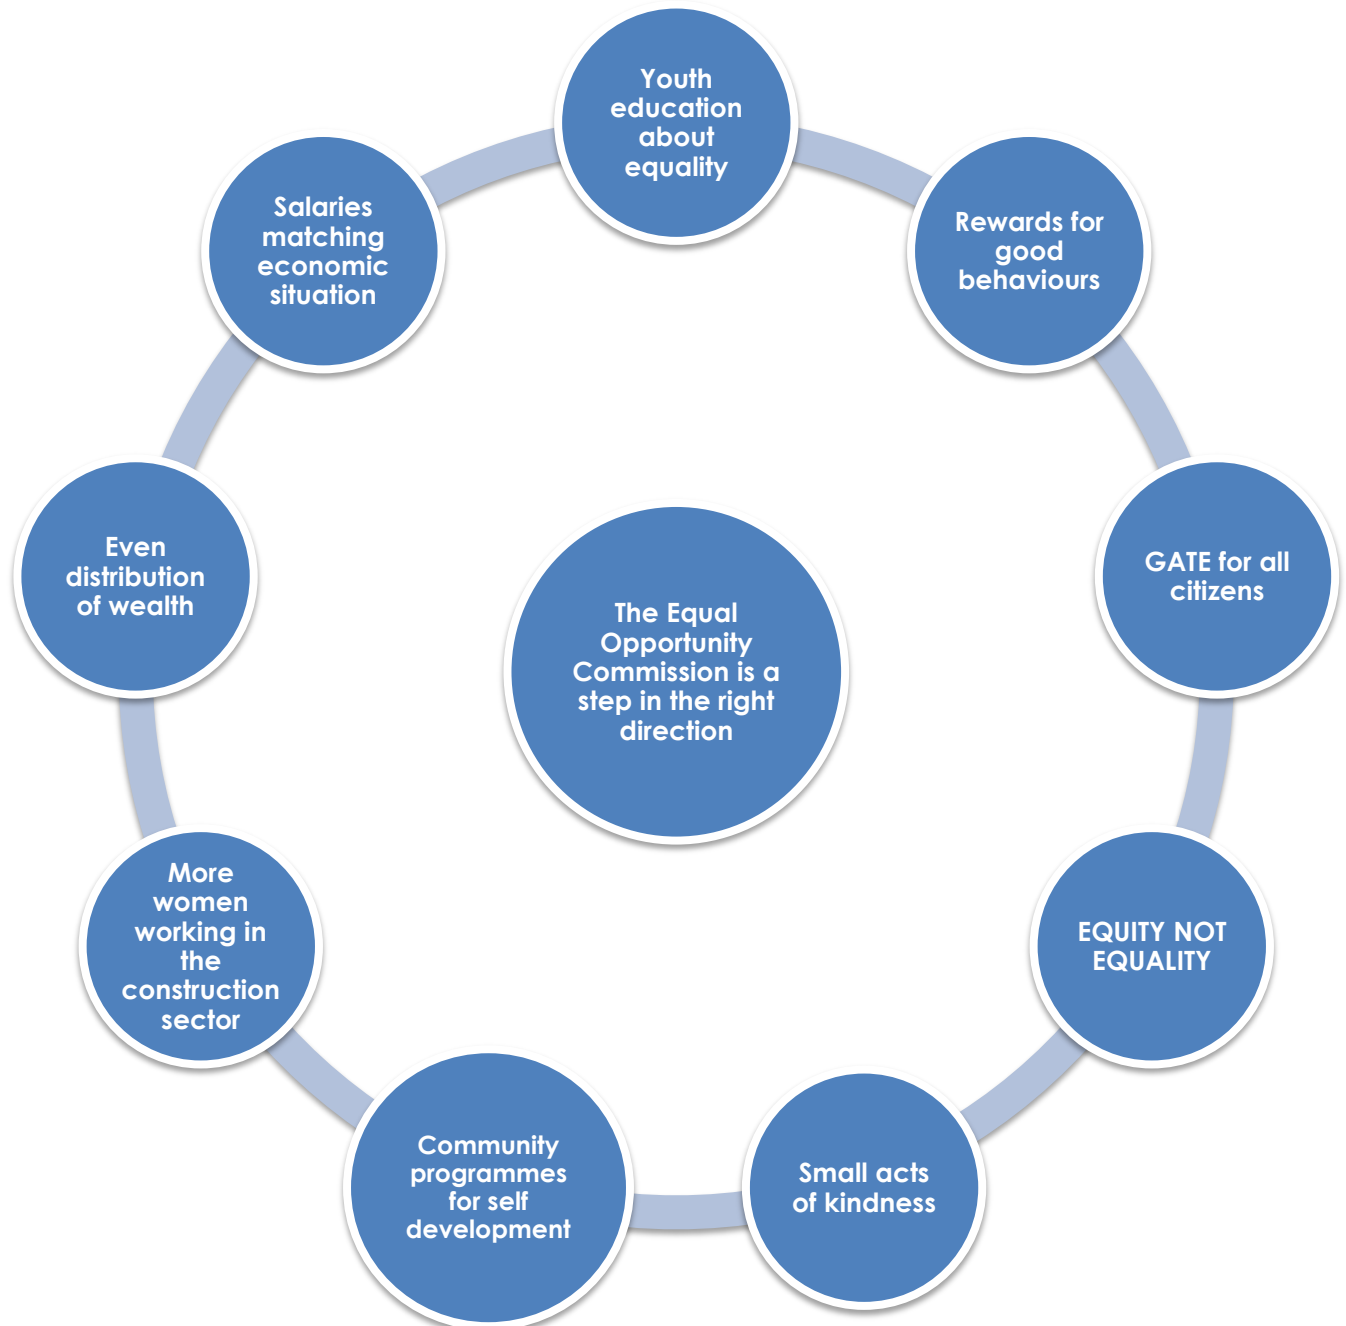 Youth
education
about
equality
Rewards for
good
behaviours
GATE for all
citizens
EQUITY NOT
EQUALITY
Small acts
of kindness
Community
programmes
for self
development
More
women
working in
the
construction
sector
Even
distribution
of wealth
Salaries
matching
economic
situation
The Equal
Opportunity
Commission is a
step in the right
direction